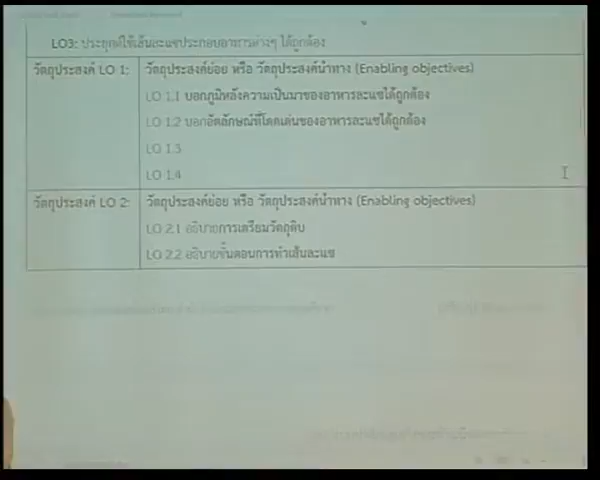 LO3: ประยุกต์ใช้เส้นละแซประกอบอาหารต่างๆ ได้ถูกต้อง
วัตถุประสงค์ LO 1: วัตถุประสงค์ย่อย หรือ วัตถุประสงค์นำทาง (Enabling objectives)
LO 1.1 บอกภูมิหลังความเป็นมาของอาหารละแซได้ถูกต้อง
LO 1.2 บอกอัตลักษณ์ที่โดดเด่นของอาหารละแซได้ถูกต้อง
LO 1.3
LO 1.4
วัตถุประสงค์ LO 2: วัตถุประสงค์ย่อย หรือ วัตถุประสงค์นำทาง (Enabling objectives)
LO 2.1 อธิบายการเตรียมวัตถุดิบ
LO 2.2 อธิบายขั้นตอนการทำเส้นละแซ